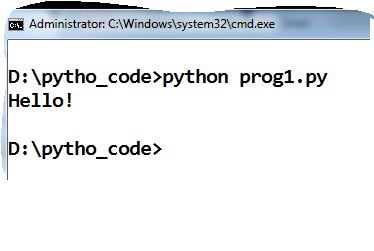 Administrator: C:\Windows\system32\cmd.exe
D:\pytho_code>python prog1.py
Hello!
D:\pytho_code>